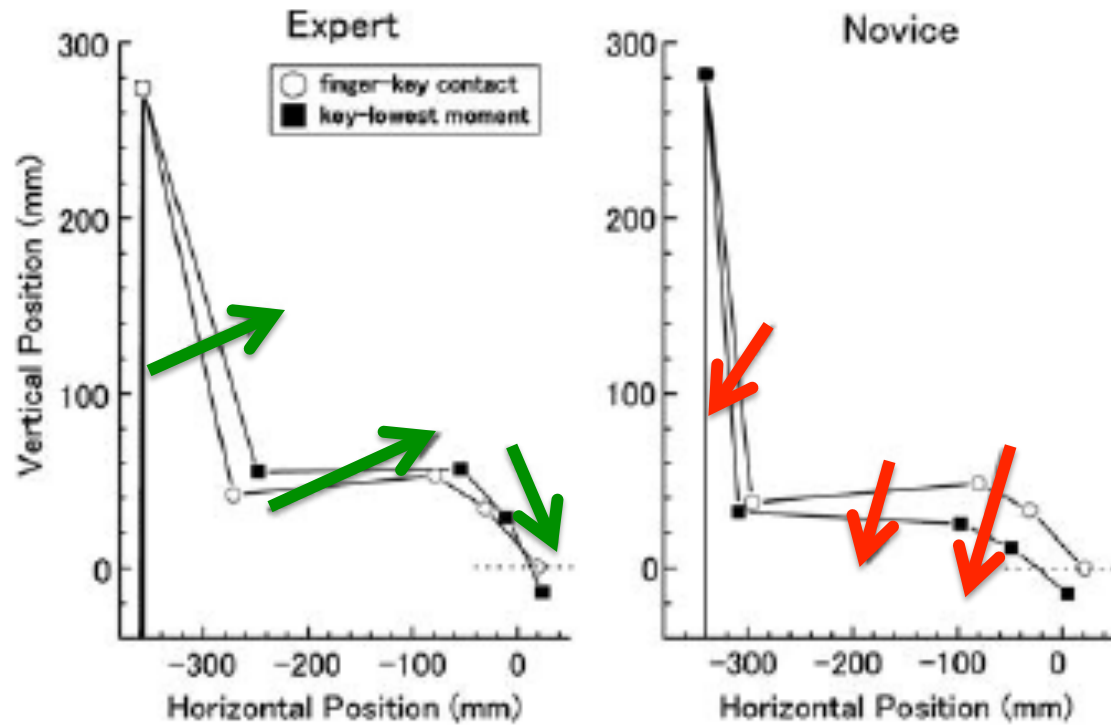 Expert
finger-key contact
key-lowest moment
Vertical Position (mm)
300
200
100
0
-300
-200
-100
0
Horizontal Position (mm)
Novice
300
200
100
0
-300
-200
-100
0
Horizontal Position (mm)